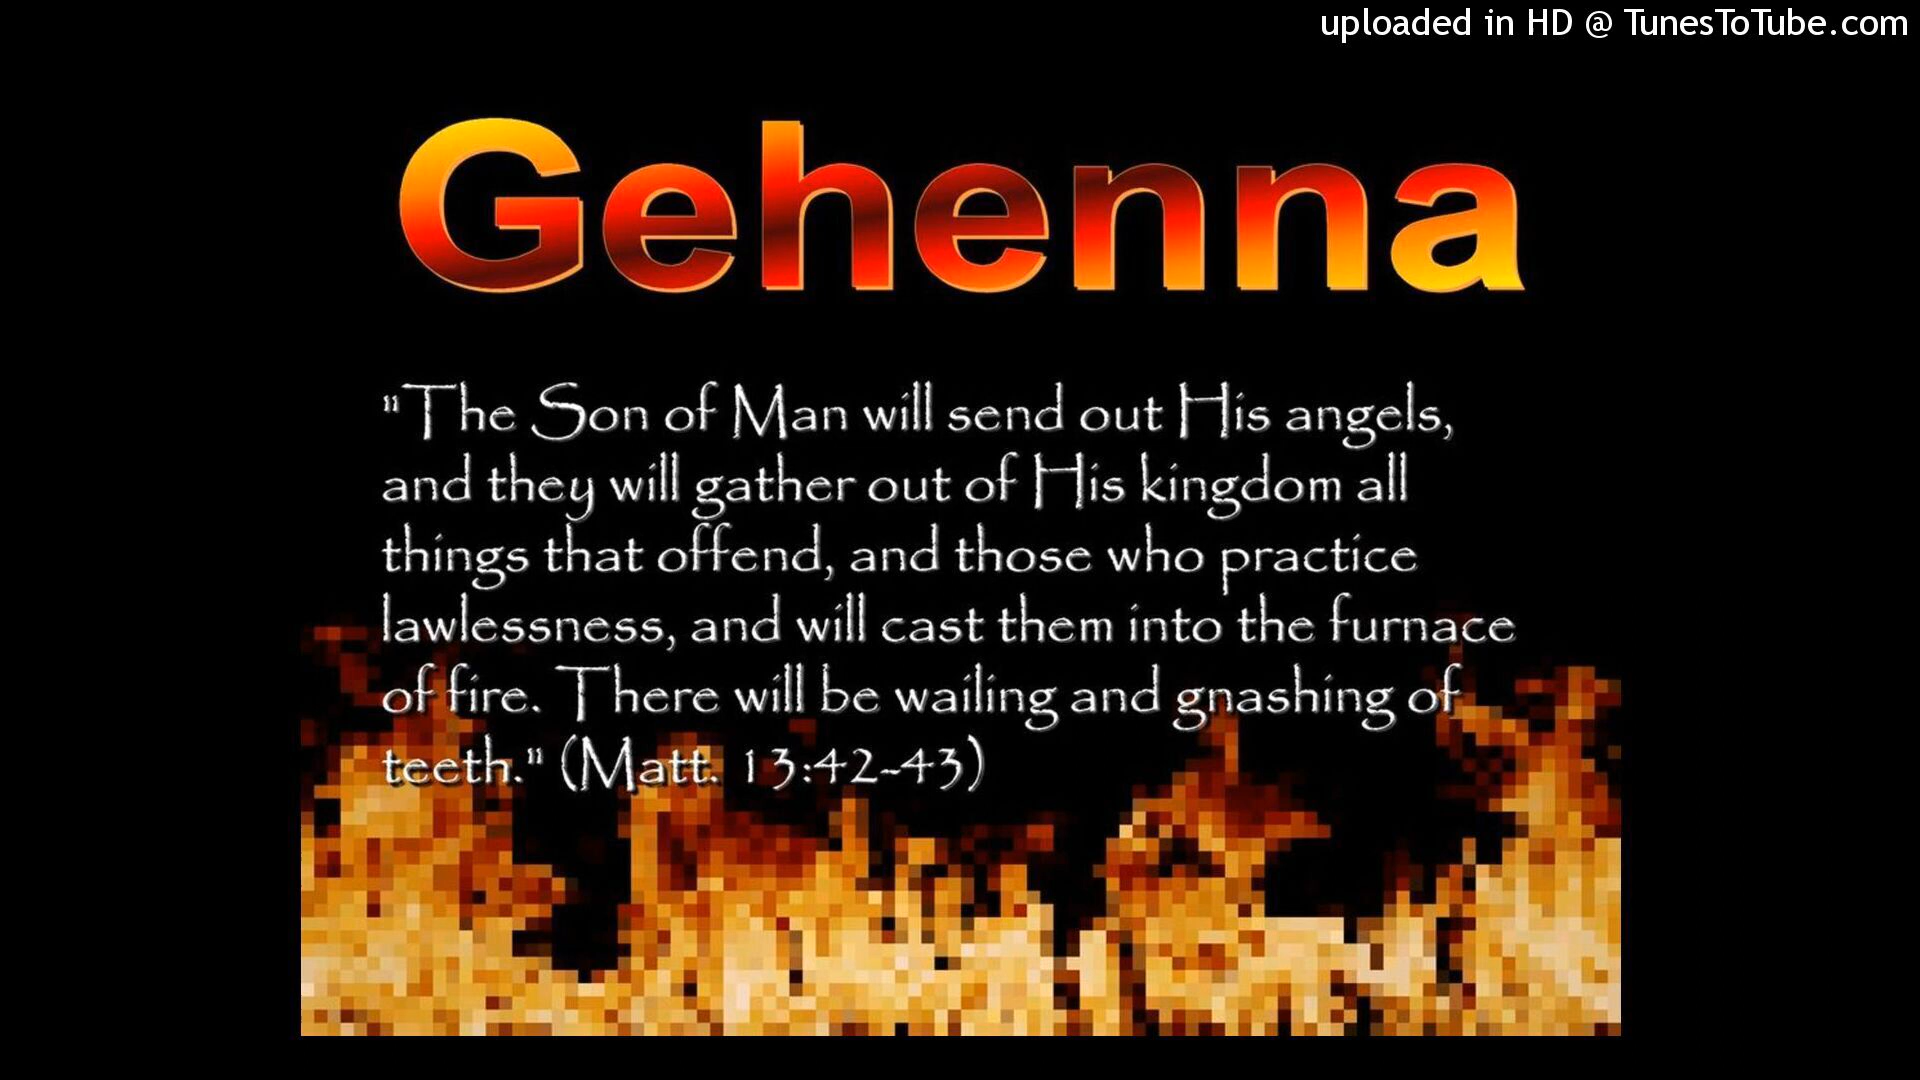 uploaded in HD @ TunesToTube.com
Gehenna
"The Son of Man will send out His angels,
and they will gather out of His kingdom all
things that offend, and those who practice
lawlessness, and will cast them into the furnace
of fire. There will be wailing and gnashing of
teeth." (Matt. 13:42-43)